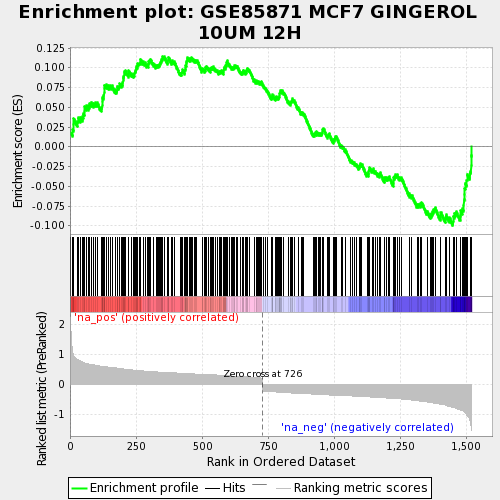 Enrichment plot: GSE85871 MCF7 GINGEROL
10UM 12H
Enrichment score (ES)
0.125
0.100
0.075
0.050
0.025
0.000
-0.025
-0.050
-0.075
-0.100
'na_pos' (positively correlated)
Ranked list metric (PreRanked)
2
1
0
-1
Zero cross at 726
'na_neg' (negatively correlated)
0
250
500
750
1,000
1,250
1,500
Rank in Ordered Dataset
Enrichment profile
Hits
Ranking metric scores